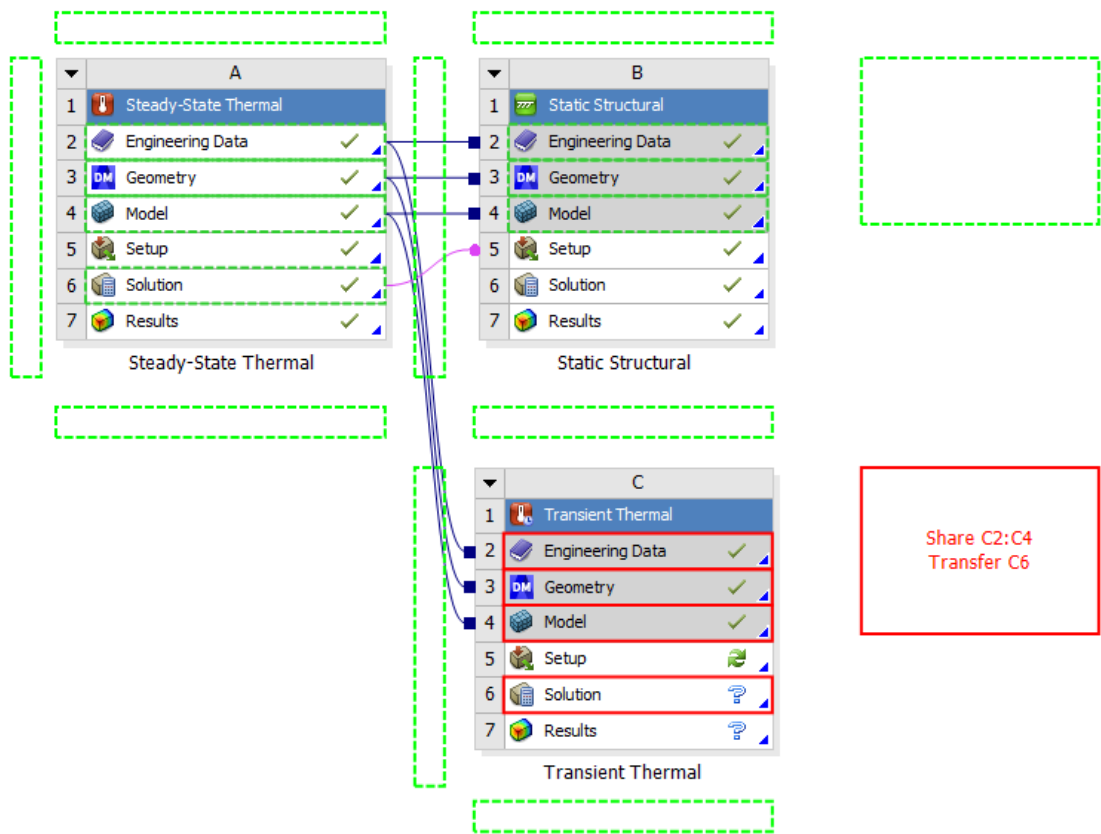 A
1 Steady-State Thermal
2 Engineering Data
3 DM Geometry
4 Model
5 Setup
6 Solution
7 Results
Steady-State Thermal
B
1 Static Structural
2 Engineering Data
3 DM Geometry
4 Model
5 Setup
6 Solution
7 Results
Static Structural
C
1 Transient Thermal
2 Engineering Data
3 DM Geometry
4 Model
5 Setup
6 Solution ?
7 Results ?
Transient Thermal
Share C2:C4
Transfer C6